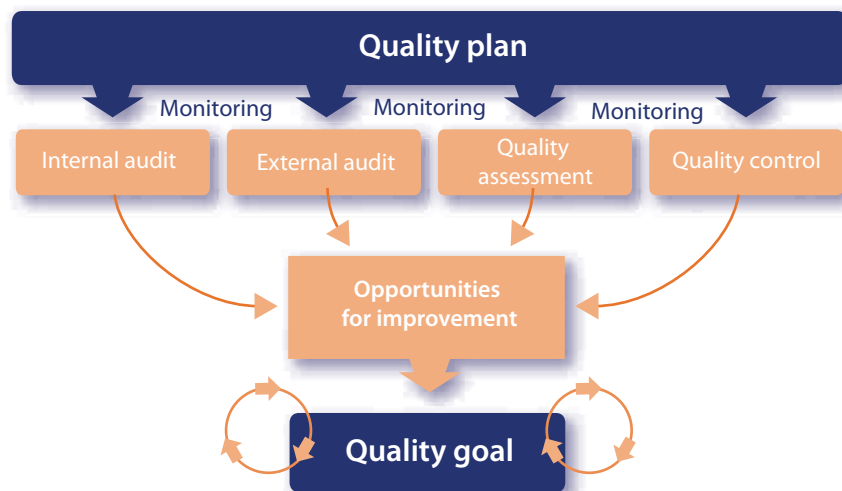 Quality plan
Monitoring
Monitoring
Monitoring
Internal audit
External audit
Quality
assessment
Quality control
Opportunities
for improvement
Quality goal